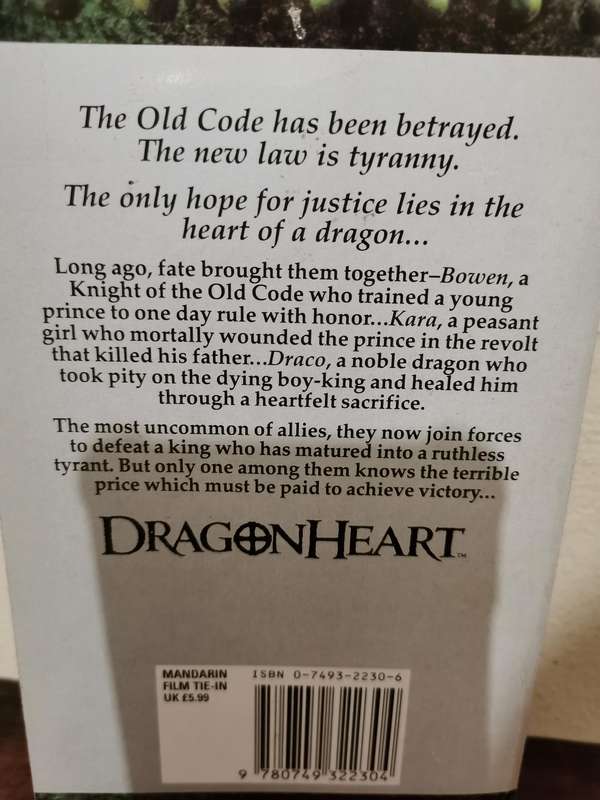 The Old Code has been betrayed.
The new law is tyranny.
The only hope for justice lies in the
heart of a dragon...
Long ago, fate brought them together–Bowen, a
Knight of the Old Code who trained a young
prince to one day rule with honor...Kara, a peasant
girl who mortally wounded the prince in the revolt
that killed his father...Draco, a noble dragon who
took pity on the dying boy-king and healed him
through a heartfelt sacrifice.
The most uncommon of allies, they now join forces
to defeat a king who has matured into a ruthless
tyrant. But only one among them knows the terrible
price which must be paid to achieve victory...
DRAGONHEART™
MANDARIN
FILM TIE-IN
UK £5.99
ISBN 0-7493-2230-6
9 780749 322304